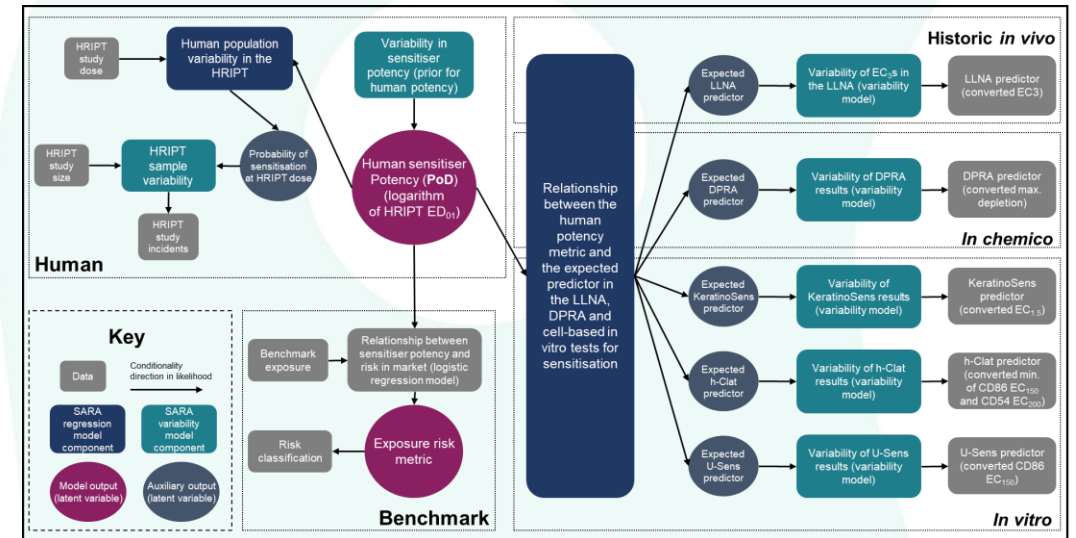 HRIPT
study
dose
Human population
variability in the
HRIPT
Variability in
sensitiser
potency (prior for
human potency)
HRIPT
study
size
HRIPT
sample
variability
Probability of
sensitisation
at HRIPT dose
Human sensitiser
Potency (PoD)
(logarithm
of HRIPT ED01)
HRIPT
study
incidents
Human
Key
Data
Conditionality
direction in likelihood
SARA
regression
model
component
SARA
variability
model
component
Model output
(latent variable)
Auxiliary output
(latent variable)
Benchmark
exposure
Relationship between
sensitiser potency and
risk in market (logistic
regression model)
Risk
classification
Exposure risk
metric
Benchmark
Relationship
between the
human
potency
metric and
the expected
predictor in
the LLNA,
DPRA and
cell-based in
vitro tests for
sensitisation
Historic in vivo
Expected
LLNA
predictor
Variability of EC3s in
the LLNA (variability
model)
LLNA predictor
(converted EC3)
Expected
DPRA
predictor
Variability of DPRA
results (variability
model)
DPRA predictor
(converted max.
depletion)
In chemico
Expected
KeratinoSens
predictor
Variability of
KeratinoSens results
(variability model)
KeratinoSens
predictor
(converted EC1.5)
Expected
h-Clat
predictor
Variability of h-Clat
results (variability
model)
h-Clat predictor
(converted min.
of CD86 EC150
and CD54 EC200)
Expected
U-Sens
predictor
Variability of U-Sens
results (variability
model)
U-Sens predictor
(converted CD86
EC150)
In vitro